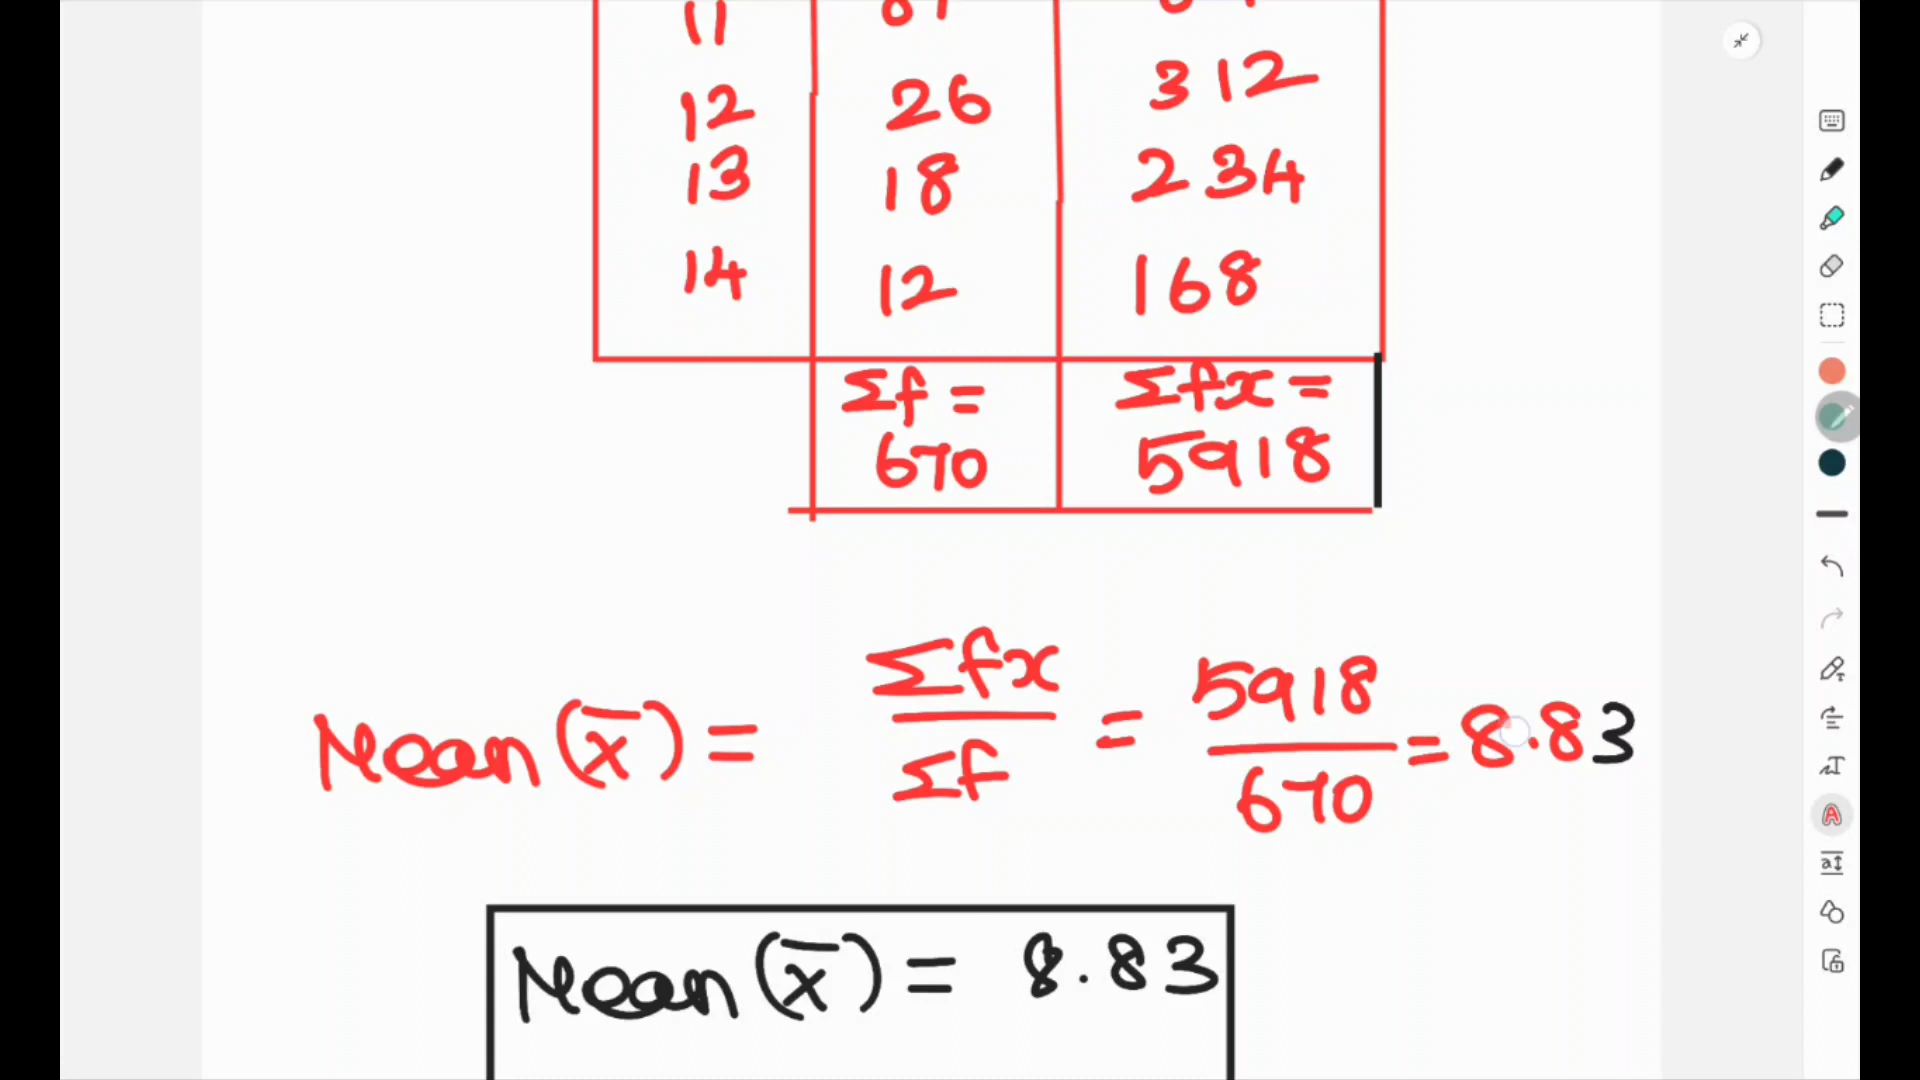 11
12 26 312
13 18 234
14 12 168
Σf = Σfx =
670 5918
Mean (x̅) = Σfx / Σf = 5918 / 670 = 8.83
Mean (x̅) = 8.83